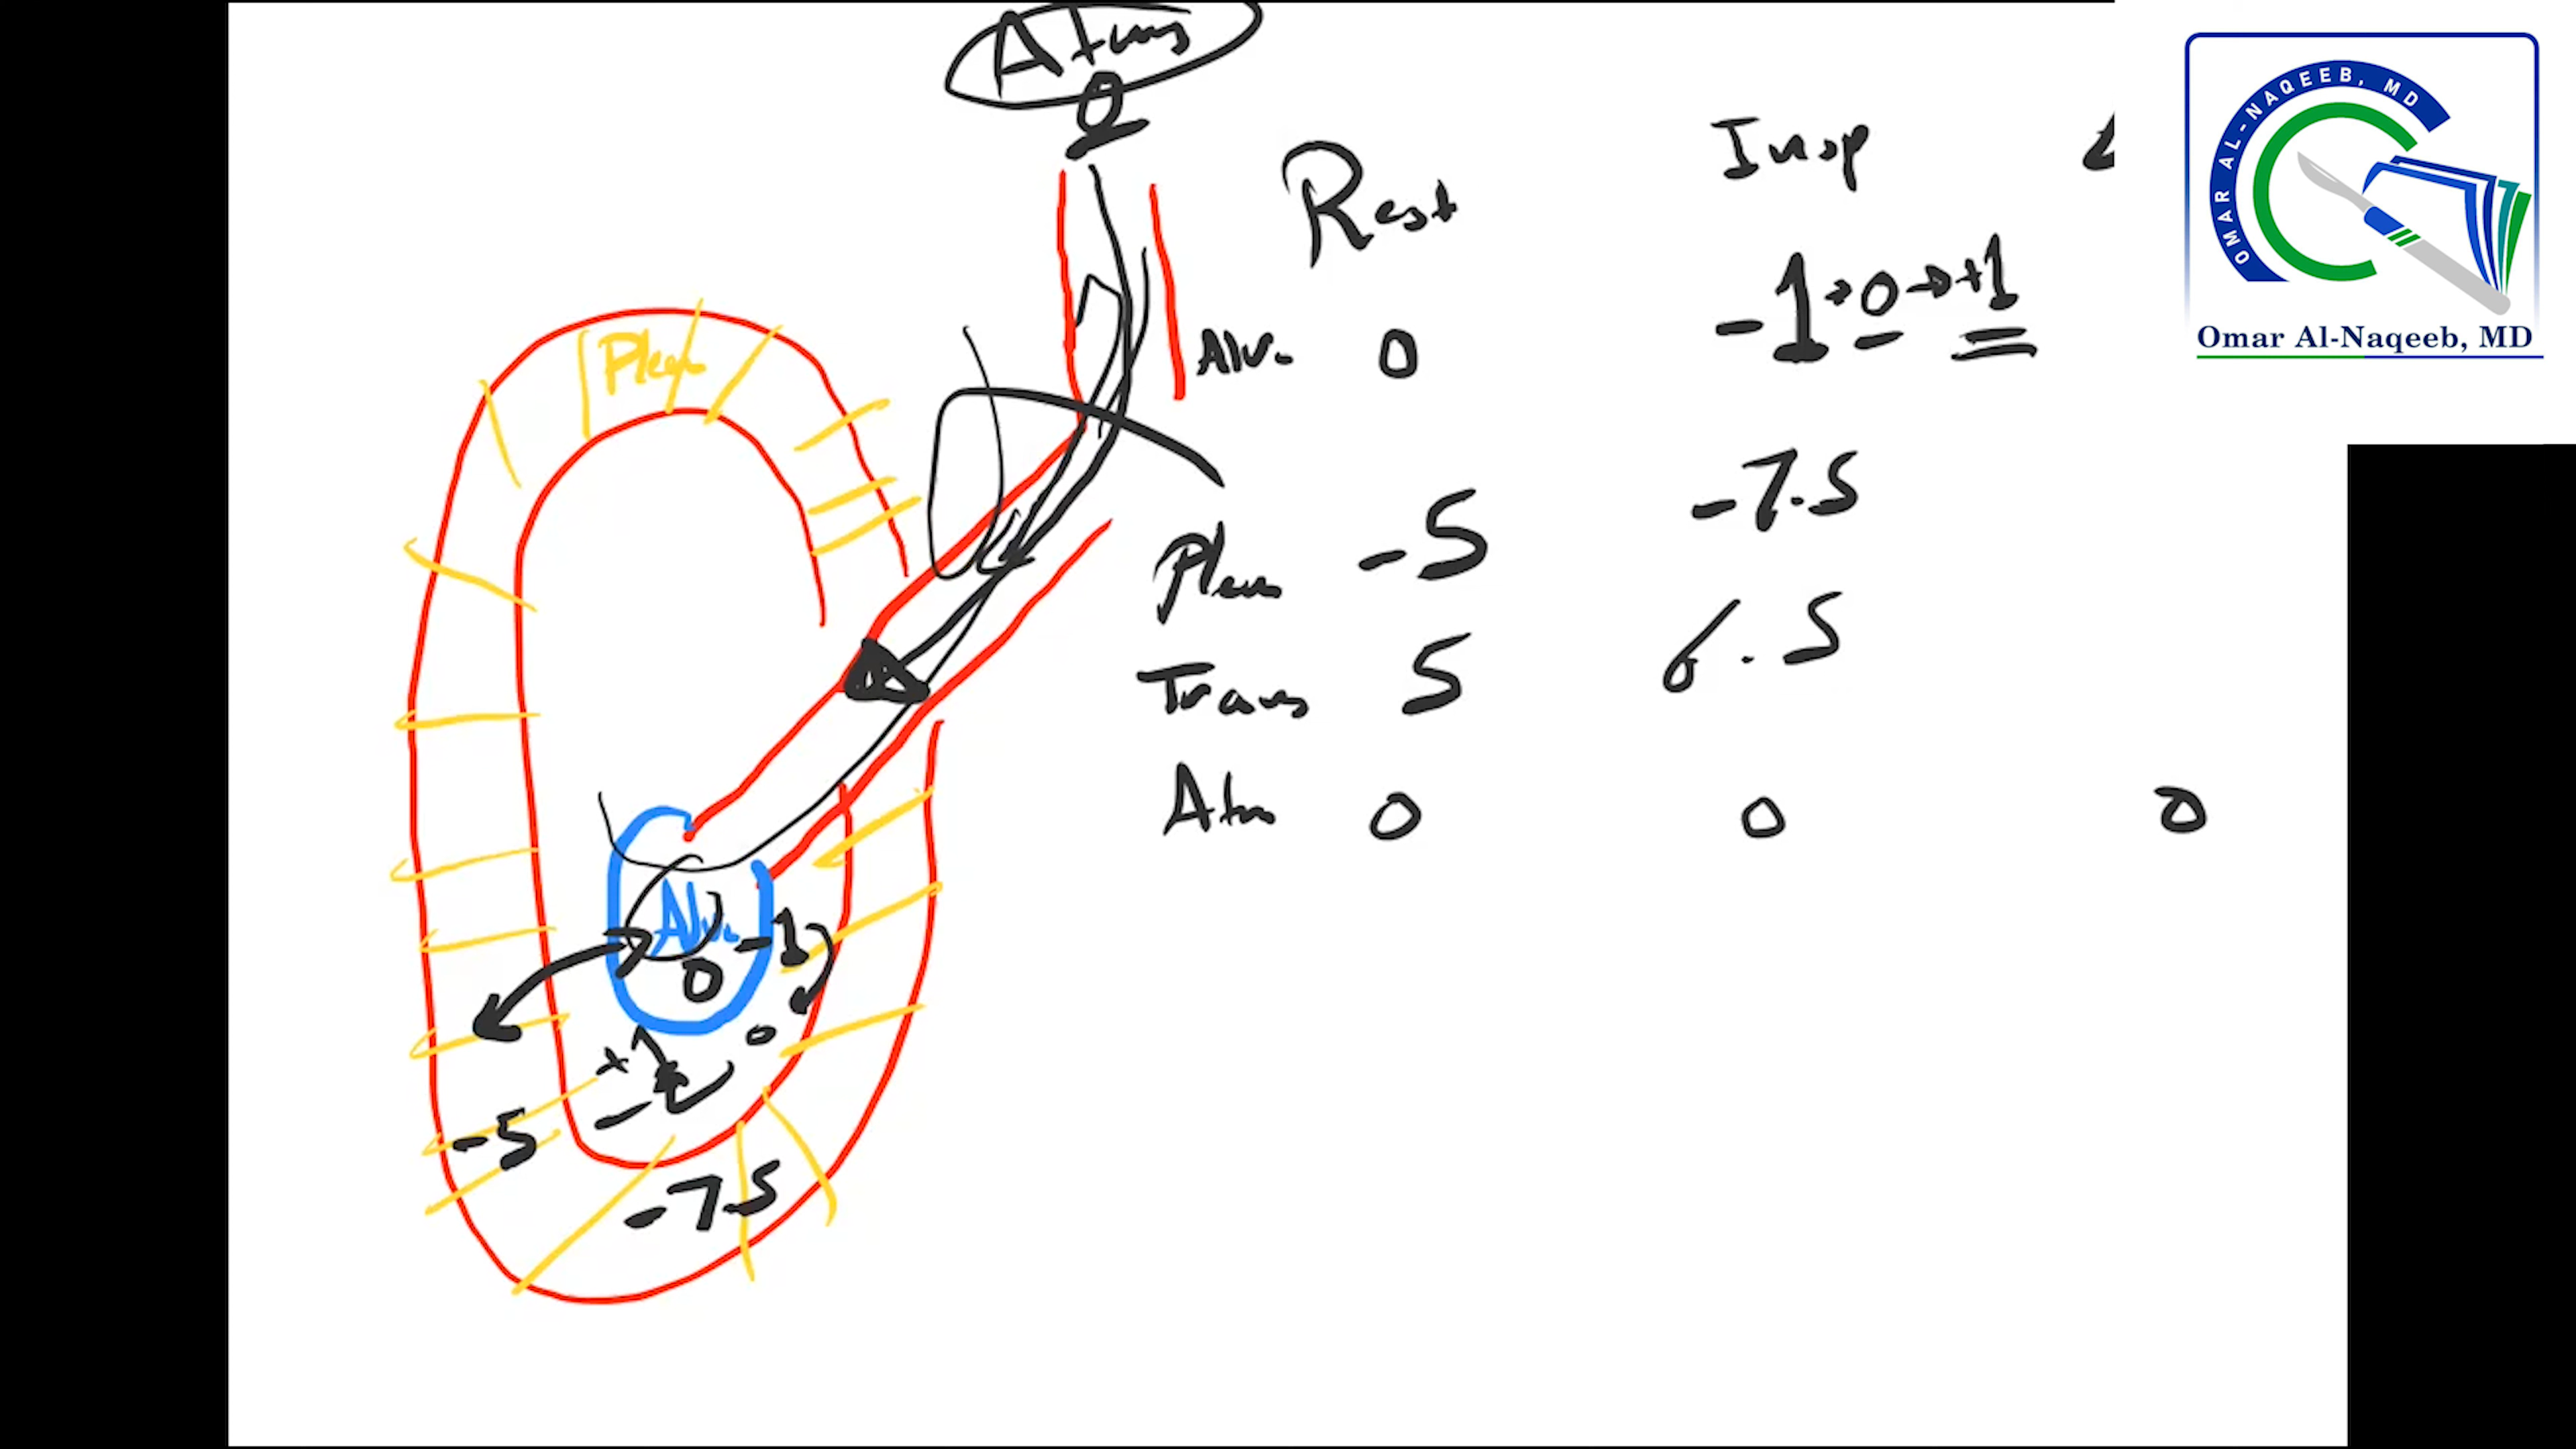 Atm
0
Rest Insp
Pleu
Alv. 0 -1 → 0 → +1
Pleu -5 -7.5
Trans 5 6.5
Atm 0 0 0
Alv.
-1
0
0
+1
-5
-7.5
OMAR AL-NAQEEB, MD
Omar Al-Naqeeb, MD